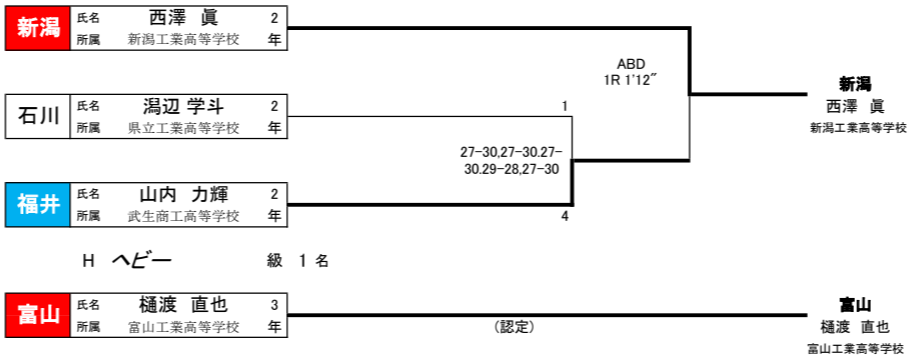 新潟 氏名 西澤 眞 2
所属 新潟工業高等学校 年
ABD
1R 1'12″
新潟
西澤 眞
新潟工業高等学校
石川 氏名 潟辺 学斗 2
所属 県立工業高等学校 年
1
27-30,27-30.27-
30.29-28,27-30
福井 氏名 山内 力輝 2
所属 武生商工高等学校 年
4
H ヘビー 級 1 名
富山 氏名 樋渡 直也 3
所属 富山工業高等学校 年
(認定)
富山
樋渡 直也
富山工業高等学校